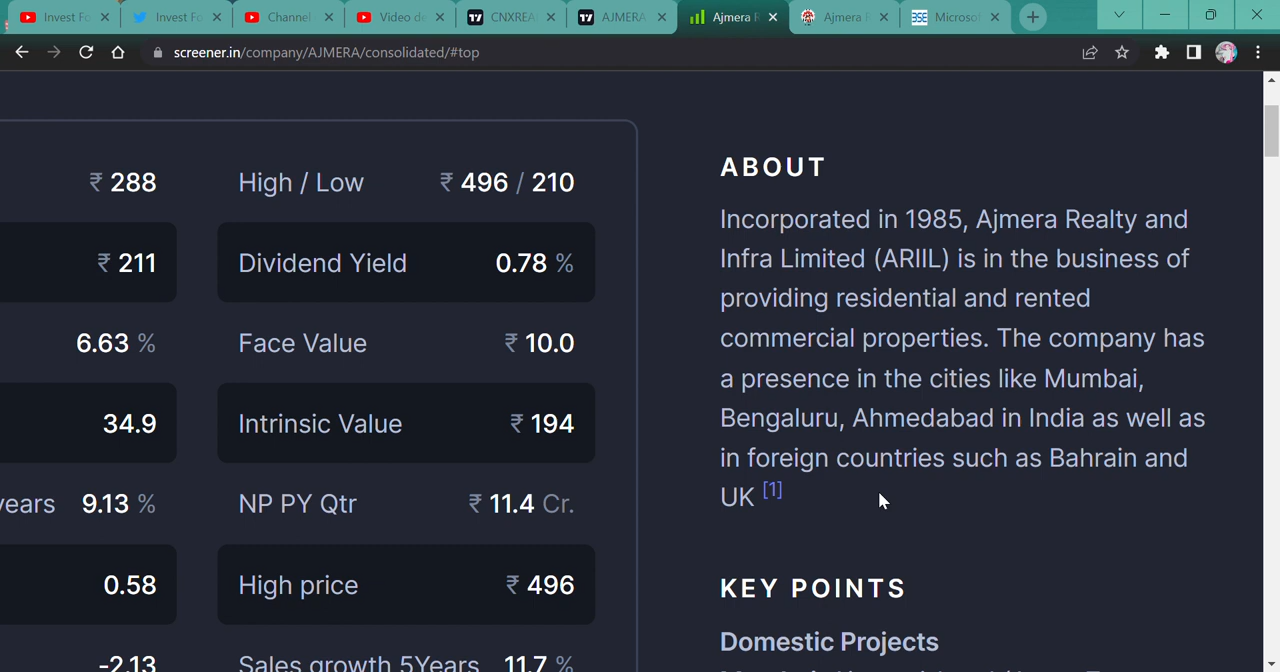 Invest Fo
Invest Fo
Channel
Video de
CNXREA
AJMERA
Ajmera R
Ajmera
Microso
screener.in/company/AJMERA/consolidated/#top
₹ 288 High / Low ₹ 496 / 210
₹ 211 Dividend Yield 0.78 %
6.63 % Face Value ₹ 10.0
34.9 Intrinsic Value ₹ 194
years 9.13 % NP PY Qtr ₹ 11.4 Cr.
0.58 High price ₹ 496
-2.13 Sales growth 5Years 11.7 %
ABOUT
Incorporated in 1985, Ajmera Realty and
Infra Limited (ARIIL) is in the business of
providing residential and rented
commercial properties. The company has
a presence in the cities like Mumbai,
Bengaluru, Ahmedabad in India as well as
in foreign countries such as Bahrain and
UK [1]
KEY POINTS
Domestic Projects